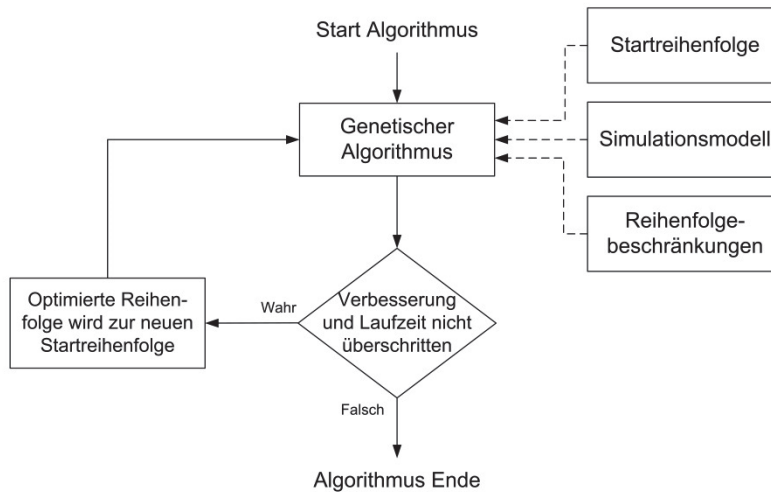 Start Algorithmus
Startreihenfolge
Genetischer
Algorithmus
Simulationsmodell
Reihenfolge-
beschränkungen
Optimierte Reihen-
folge wird zur neuen
Startreihenfolge
Wahr
Verbesserung
und Laufzeit nicht
überschritten
Falsch
Algorithmus Ende